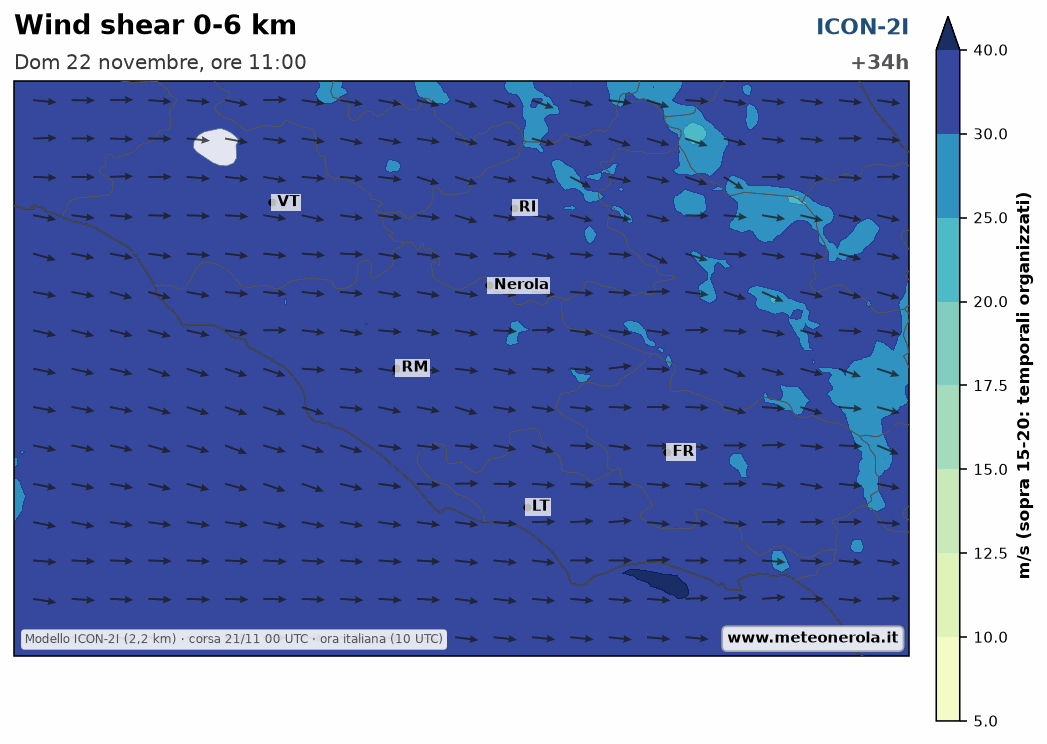 Wind shear 0-6 km
ICON-2I
Dom 22 novembre, ore 11:00
+34h
40.0
30.0
25.0
20.0
17.5
15.0
12.5
10.0
5.0
m/s (sopra 15-20: temporali organizzati)
VT
RI
Nerola
RM
FR
LT
Modello ICON-2I (2,2 km) · corsa 21/11 00 UTC · ora italiana (10 UTC)
www.meteonerola.it